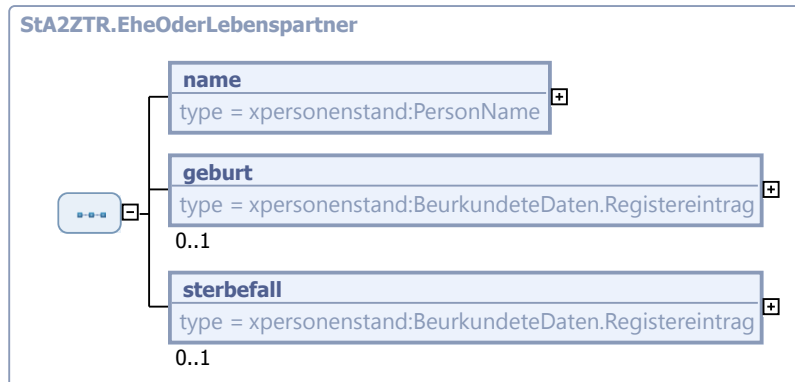 StA2ZTR.EheOderLebenspartner
name
type = xpersonenstand:PersonName
geburt
type = xpersonenstand:BeurkundeteDaten.Registereintrag
0..1
sterbefall
type = xpersonenstand:BeurkundeteDaten.Registereintrag
0..1